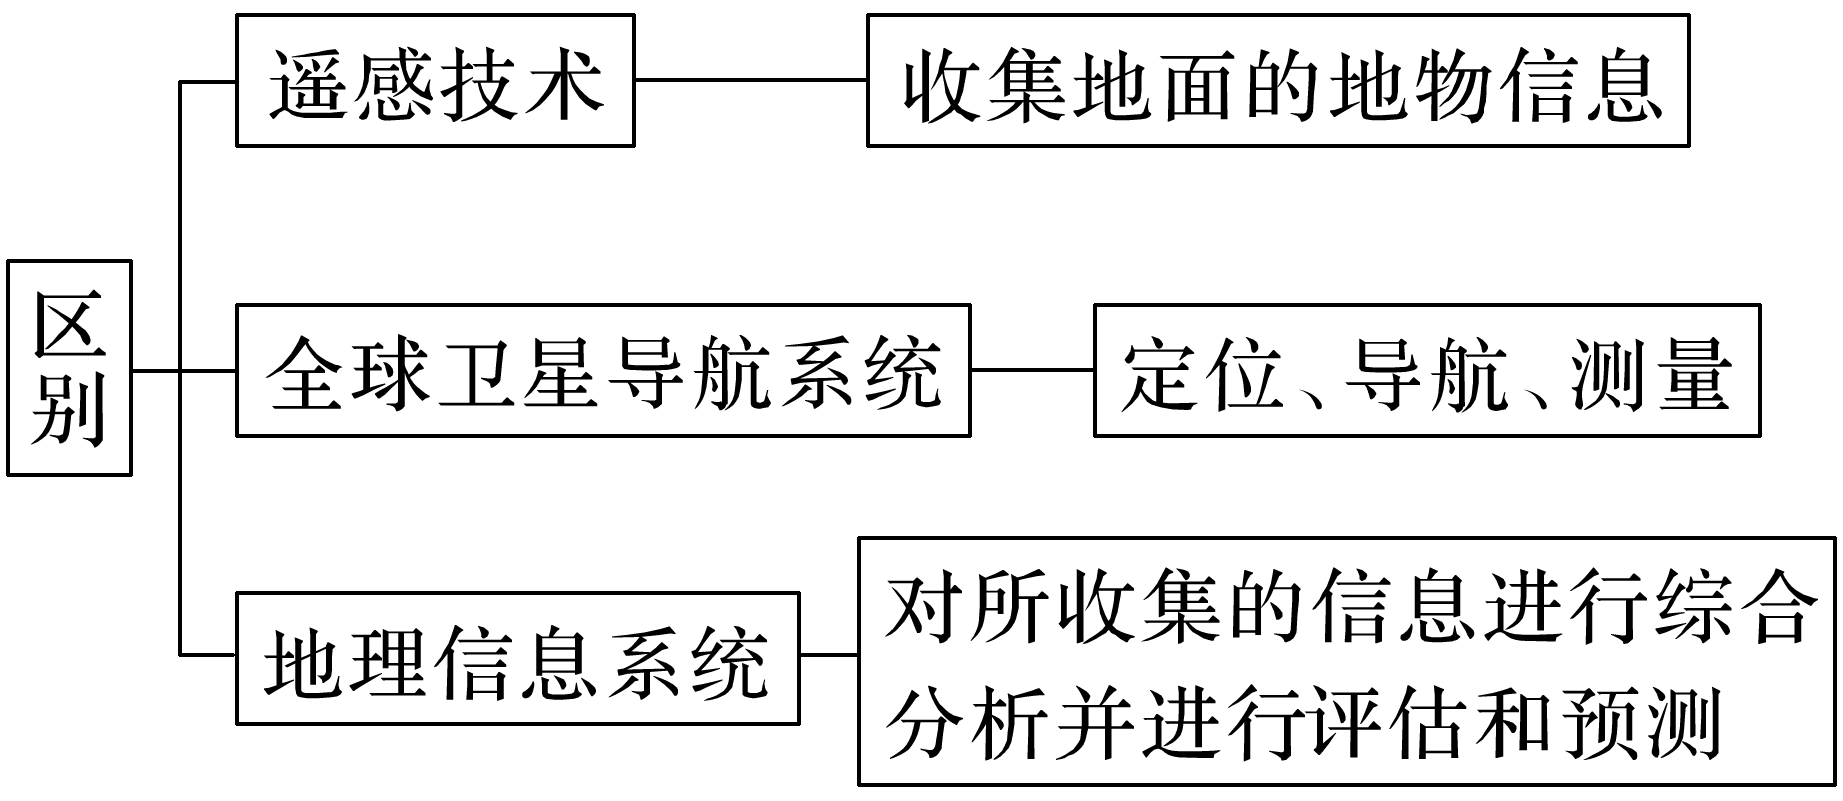 区别
遥感技术
收集地面的地物信息
全球卫星导航系统
定位、导航、测量
地理信息系统
对所收集的信息进行综合
分析并进行评估和预测